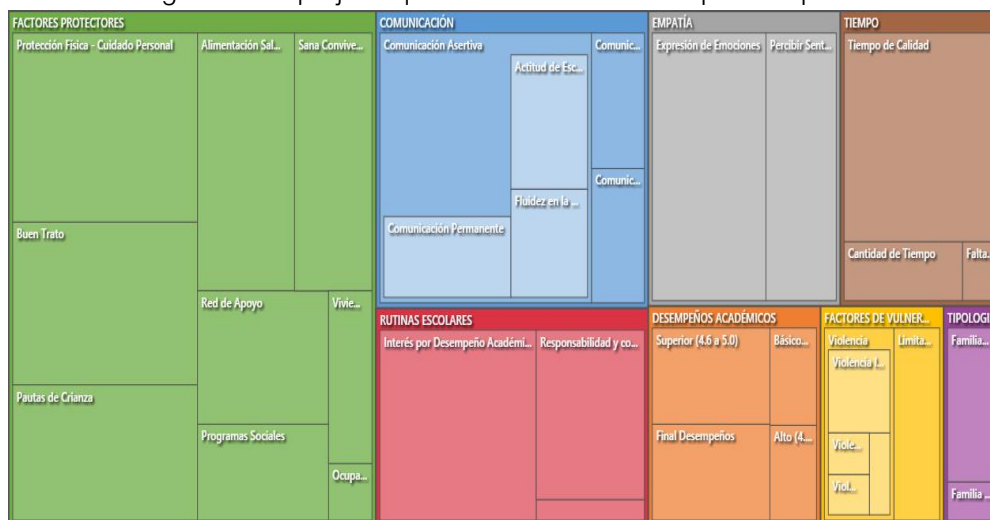 FACTORES PROTECTORES
Protección Física - Cuidado Personal
Alimentación Sal...
Sana Convive...
Buen Trato
Pautas de Crianza
Red de Apoyo
Vivie...
Programas Sociales
Ocupa...
COMUNICACIÓN
Comunicación Asertiva
Actitud de Esc...
Comunic...
Comunicación Permanente
Fluidez en la ...
Comunic...
EMPATÍA
Expresión de Emociones
Percibir Sent...
TIEMPO
Tiempo de Calidad
Cantidad de Tiempo
Falta...
RUTINAS ESCOLARES
Interés por Desempeño Académi...
Responsabilidad y co...
DESEMPEÑOS ACADÉMICOS
Superior (4.6 a 5.0)
Básico...
Final Desempeños
Alto (4....
FACTORES DE VULNER...
Violencia
Limita...
Violencia I...
Viole...
Viol...
TIPOLOGI
Familia...
Familia ...